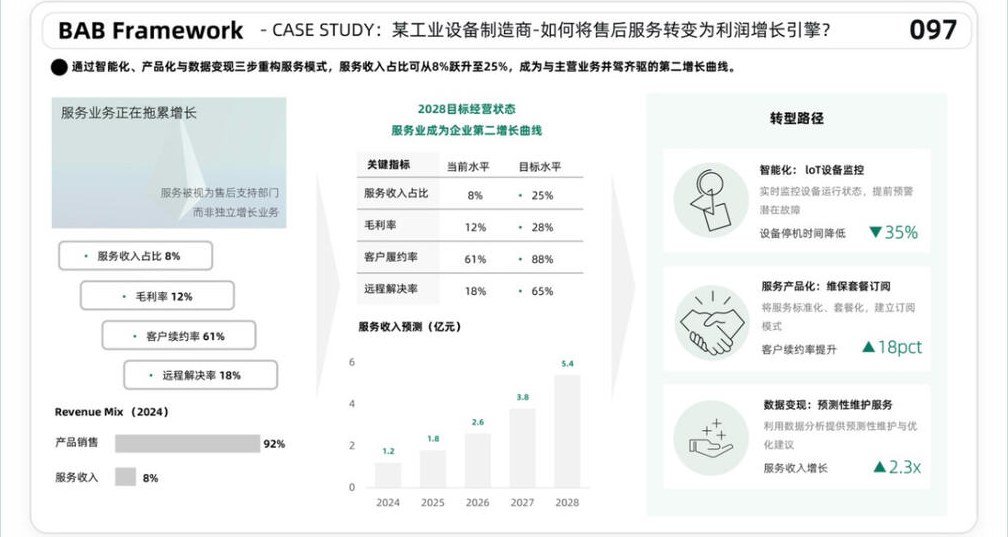 BAB Framework - CASE STUDY：某工业设备制造商-如何将售后服务转变为利润增长引擎？ 097
通过智能化、产品化与数据变现三步重构服务模式，服务收入占比可从8%跃升至25%，成为与主营业务并驾齐驱的第二增长曲线。
服务业务正在拖累增长
服务被视为售后支持部门
而非独立增长业务
• 服务收入占比 8%
• 毛利率 12%
• 客户续约率 61%
• 远程解决率 18%
Revenue Mix （2024）
产品销售 92%
服务收入 8%
2028目标经营状态
服务业成为企业第二增长曲线
关键指标 当前水平 目标水平
服务收入占比 8% • 25%
毛利率 12% • 28%
客户履约率 61% • 88%
远程解决率 18% • 65%
服务收入预测（亿元）
6
4
2
0
1.2
1.8
2.6
3.8
5.4
2024 2025 2026 2027 2028
转型路径
智能化： IoT设备监控
实时监控设备运行状态，提前预警
潜在故障
设备停机时间降低 ▼35%
服务产品化：维保套餐订阅
将服务标准化、套餐化，建立订阅
模式
客户续约率提升 ▲18pct
数据变现：预测性维护服务
利用数据分析提供预测性维护与优
化建议
服务收入增长 ▲2.3x